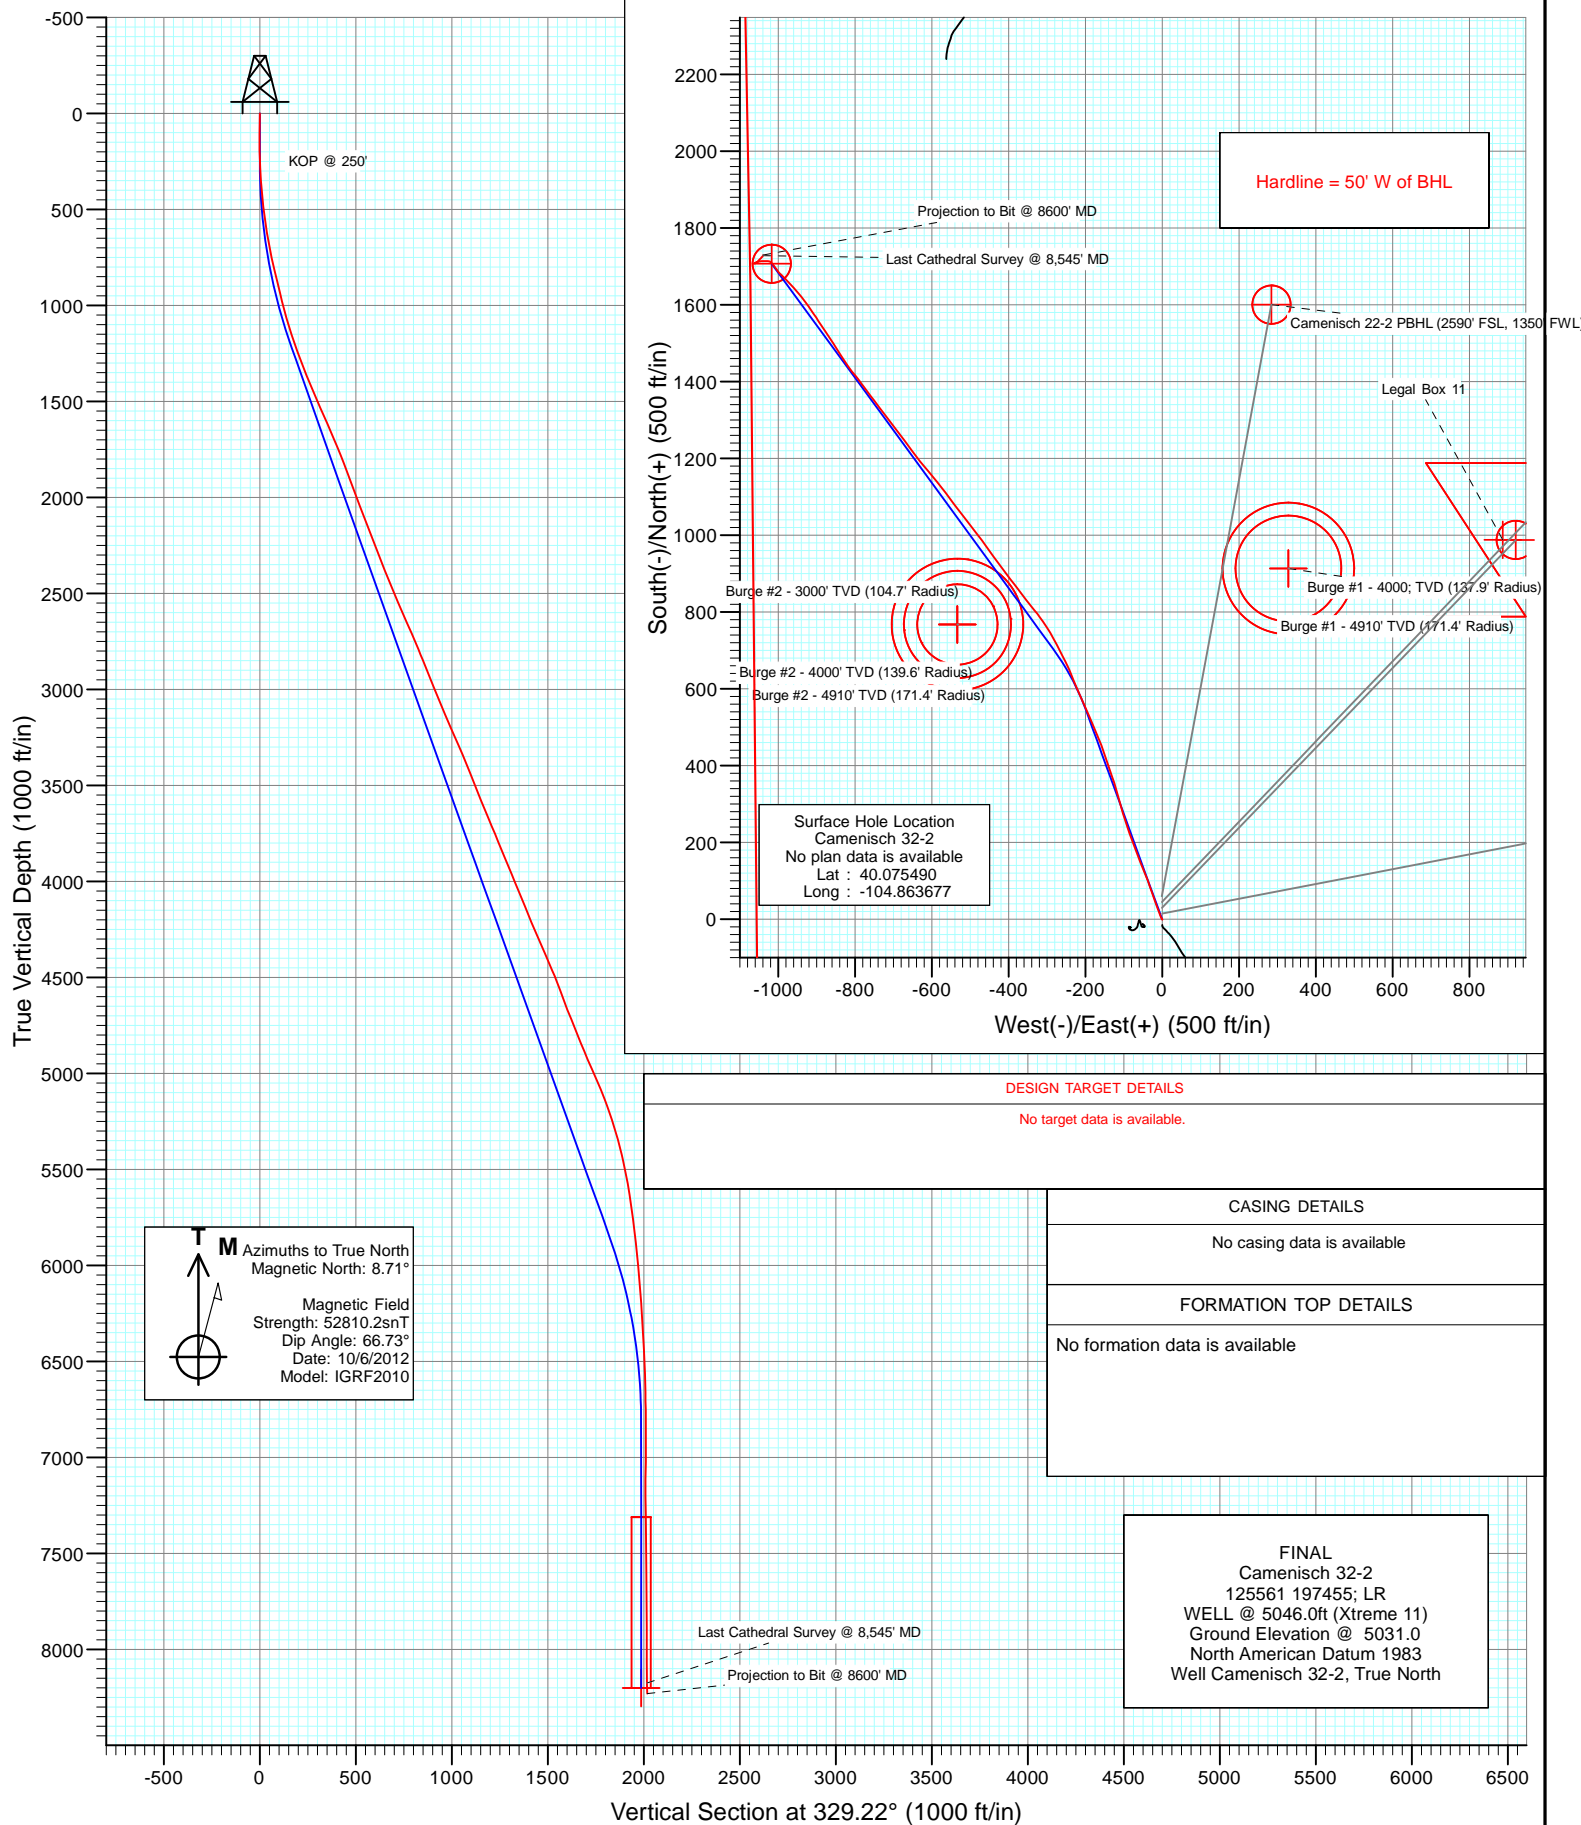 -500
0
500
1000
1500
2000
2500
3000
3500
4000
4500
5000
5500
6000
6500
7000
7500
8000
True Vertical Depth (1000 ft/in)
-500
0
500
1000
1500
2000
2500
3000
3500
4000
4500
5000
5500
6000
6500
Vertical Section at 329.22° (1000 ft/in)
KOP @ 250'
Last Cathedral Survey @ 8,545' MD
Projection to Bit @ 8600' MD
T
M
Azimuths to True North
Magnetic North: 8.71°
Magnetic Field
Strength: 52810.2snT
Dip Angle: 66.73°
Date: 10/6/2012
Model: IGRF2010
2200
2000
1800
1600
1400
1200
1000
800
600
400
200
0
South(-)/North(+) (500 ft/in)
-1000
-800
-600
-400
-200
0
200
400
600
800
West(-)/East(+) (500 ft/in)
Hardline = 50' W of BHL
Projection to Bit @ 8600' MD
Last Cathedral Survey @ 8,545' MD
Camenisch 22-2 PBHL (2590' FSL, 1350' FWL)
Legal Box 11
Burge #2 - 3000' TVD (104.7' Radius)
Burge #1 - 4000; TVD (137.9' Radius)
Burge #1 - 4910' TVD (171.4' Radius)
Burge #2 - 4000' TVD (139.6' Radius)
Burge #2 - 4910' TVD (171.4' Radius)
Surface Hole Location
Camenisch 32-2
No plan data is available
Lat : 40.075490
Long : -104.863677
DESIGN TARGET DETAILS
No target data is available.
CASING DETAILS
No casing data is available
FORMATION TOP DETAILS
No formation data is available
FINAL
Camenisch 32-2
125561 197455; LR
WELL @ 5046.0ft (Xtreme 11)
Ground Elevation @ 5031.0
North American Datum 1983
Well Camenisch 32-2, True North